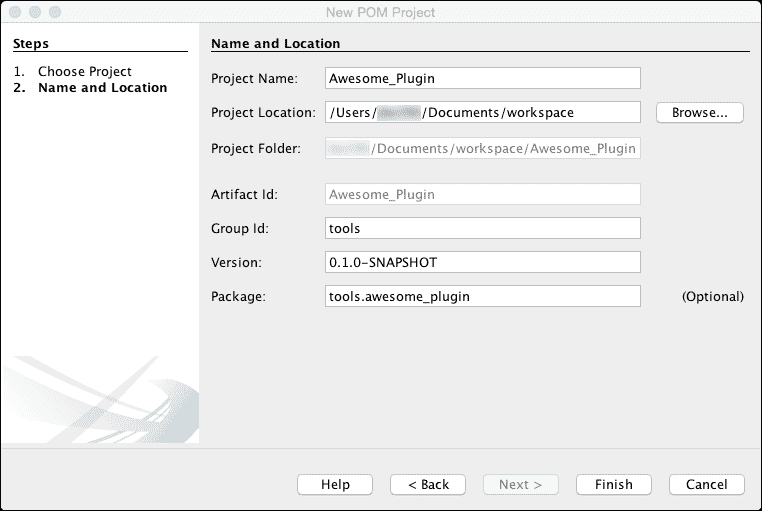 New POM Project
Steps
1. Choose Project
2. Name and Location
Name and Location
Project Name: Awesome_Plugin
Project Location: /Users/ /Documents/workspace Browse...
Project Folder: /Documents/workspace/Awesome_Plugin
Artifact Id: Awesome_Plugin
Group Id: tools
Version: 0.1.0-SNAPSHOT
Package: tools.awesome_plugin (Optional)
Help < Back Next > Finish Cancel